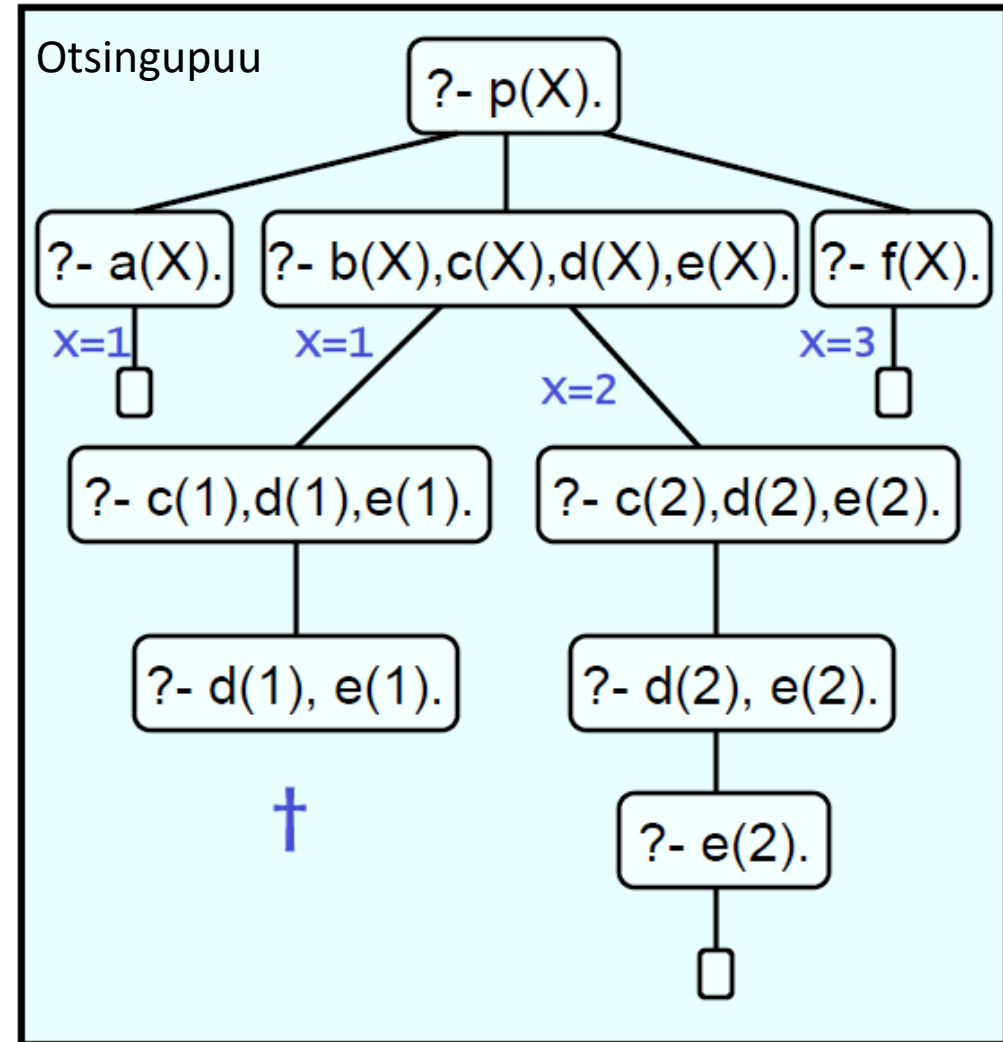 Otsingupuu
?- p(X).
?- a(X).
?- b(X),c(X),d(X),e(X).
?- f(X).
X=1
X=1
X=3
X=2
?- c(1),d(1),e(1).
?- c(2),d(2),e(2).
?- d(1), e(1).
?- d(2), e(2).
†
?- e(2).